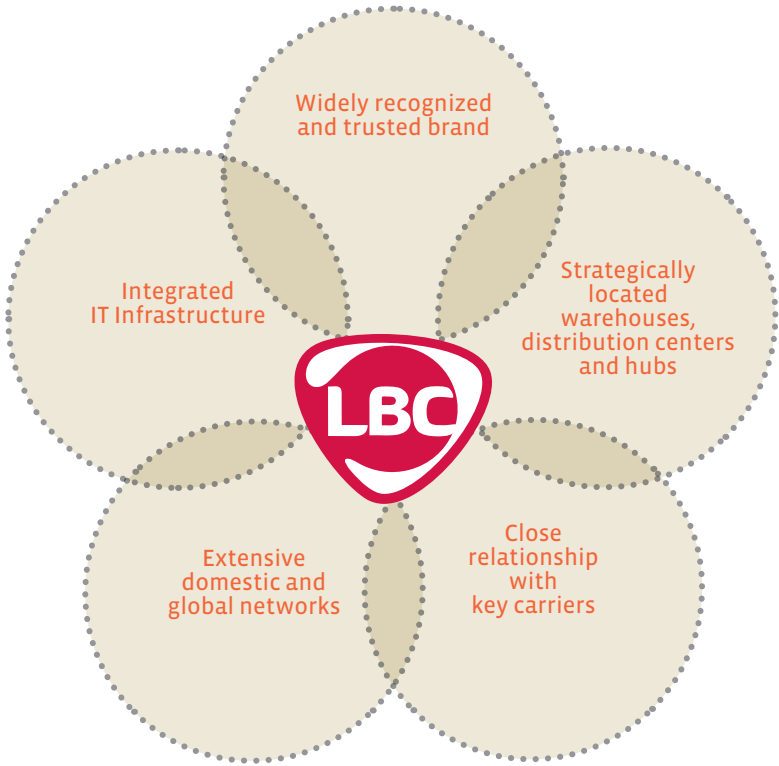 Widely recognized
and trusted brand
Strategically
located
warehouses,
distribution centers
and hubs
Integrated
IT Infrastructure
LBC
Close
relationship
with
key carriers
Extensive
domestic and
global networks